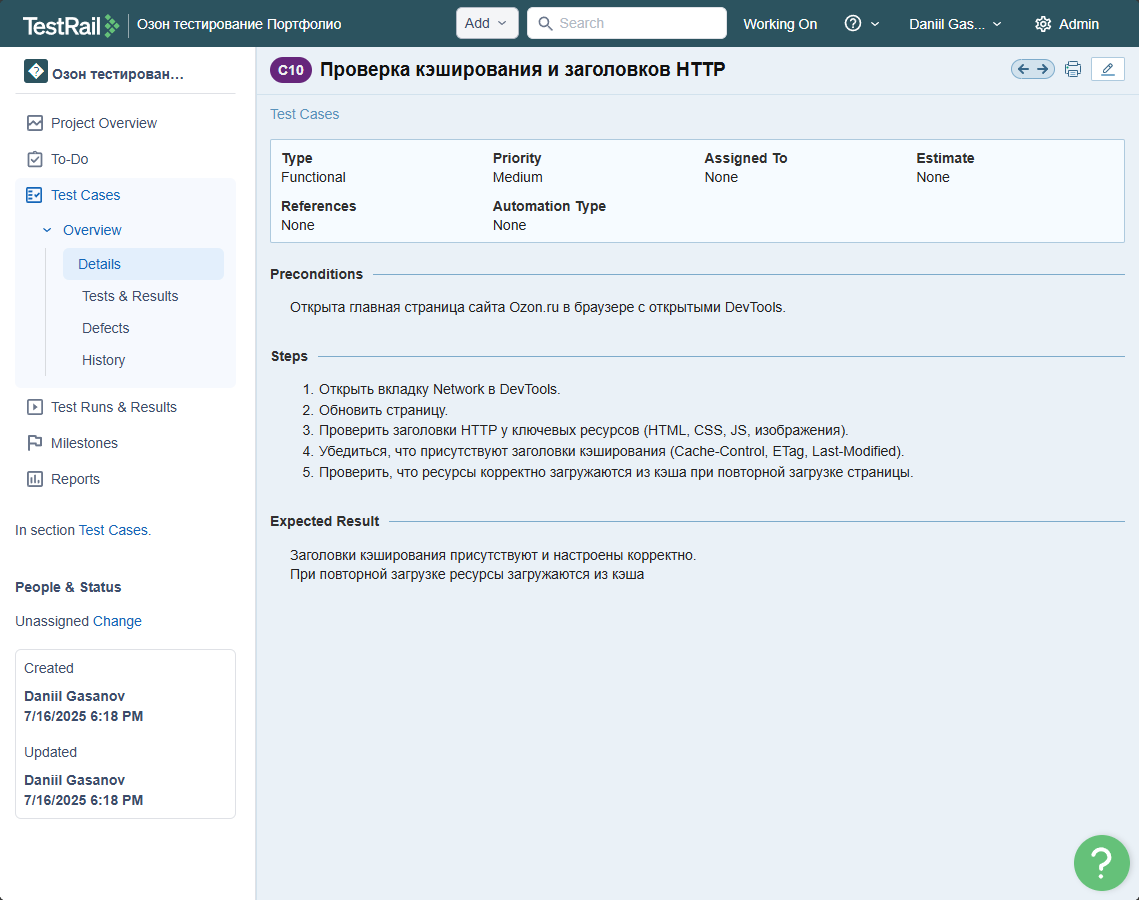 TestRail
Озон тестирование Портфолио
Add
Search
Working On
Daniil Gas...
Admin
Озон тестирован...
Project Overview
To-Do
Test Cases
Overview
Details
Tests & Results
Defects
History
Test Runs & Results
Milestones
Reports
In section Test Cases.
People & Status
Unassigned Change
Created
Daniil Gasanov
7/16/2025 6:18 PM
Updated
Daniil Gasanov
7/16/2025 6:18 PM
C10 Проверка кэширования и заголовков HTTP
Test Cases
Type Priority Assigned To Estimate
Functional Medium None None
References Automation Type
None None
Preconditions
Открыта главная страница сайта Ozon.ru в браузере с открытыми DevTools.
Steps
1. Открыть вкладку Network в DevTools.
2. Обновить страницу.
3. Проверить заголовки HTTP у ключевых ресурсов (HTML, CSS, JS, изображения).
4. Убедиться, что присутствуют заголовки кэширования (Cache-Control, ETag, Last-Modified).
5. Проверить, что ресурсы корректно загружаются из кэша при повторной загрузке страницы.
Expected Result
Заголовки кэширования присутствуют и настроены корректно.
При повторной загрузке ресурсы загружаются из кэша